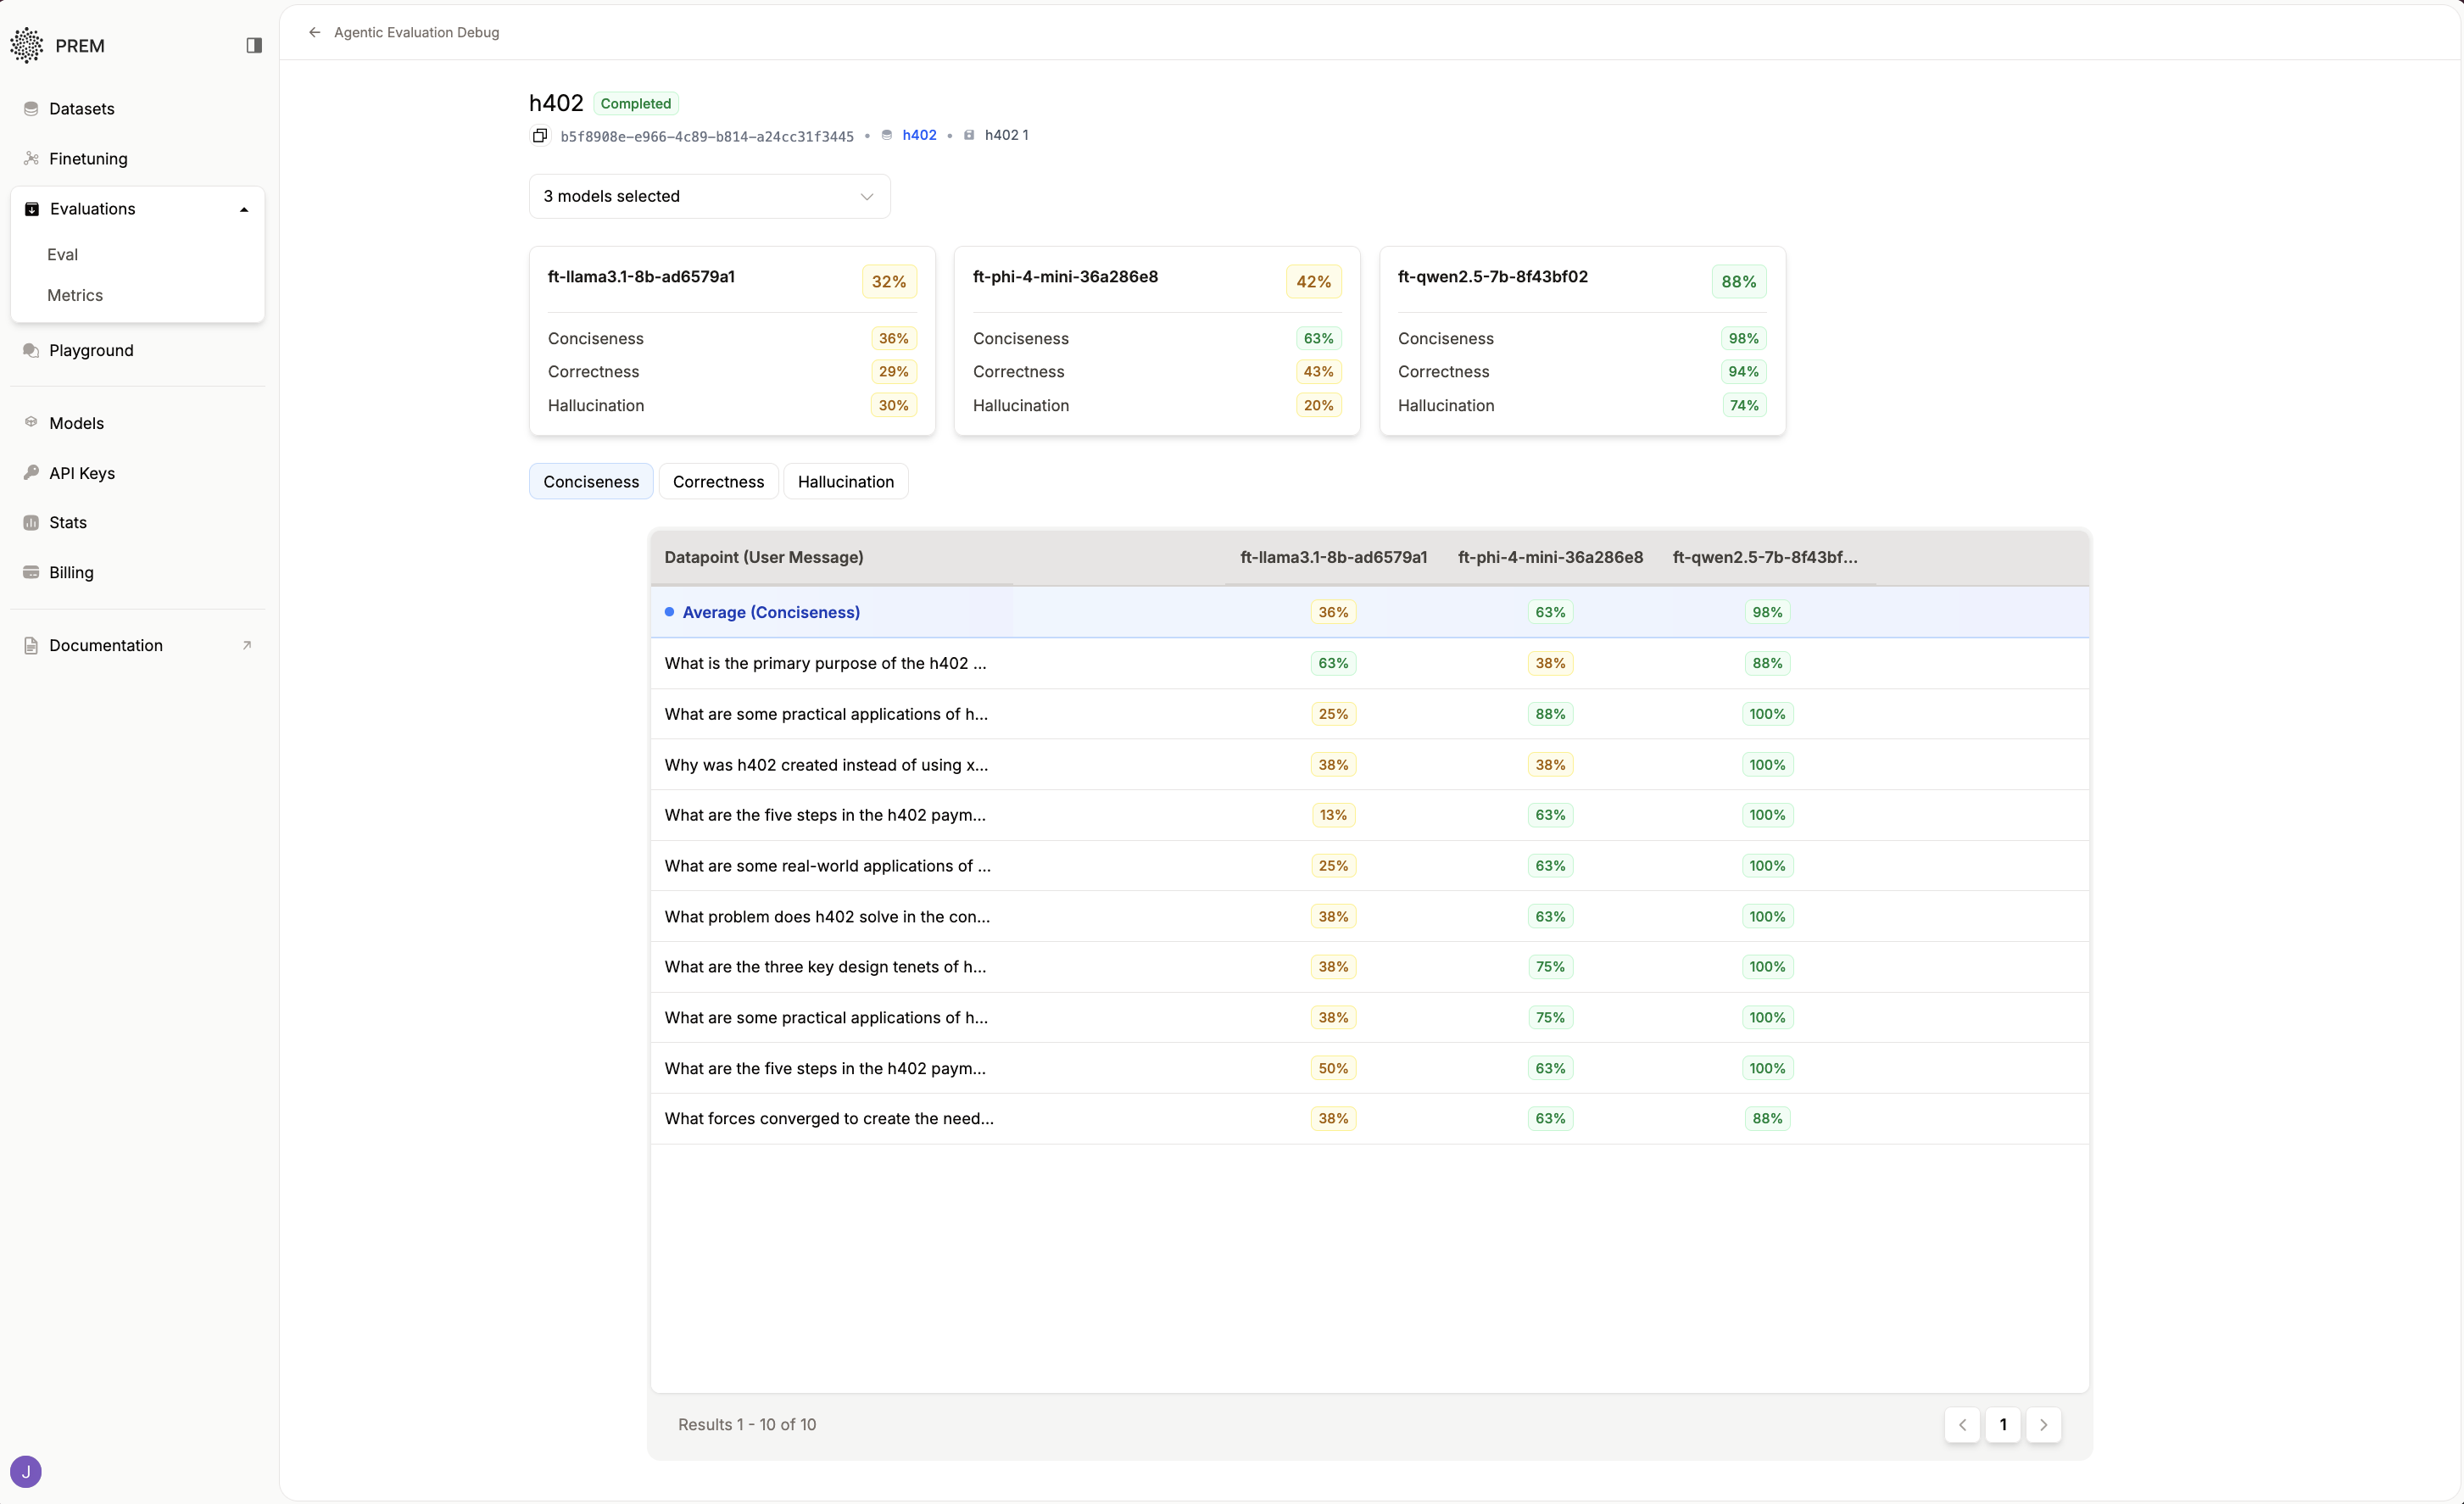 PREM
Datasets
Finetuning
Evaluations
Eval
Metrics
Playground
Models
API Keys
Stats
Billing
Documentation
J
Agentic Evaluation Debug
h402 Completed
b5f8908e-e966-4c89-b814-a24cc31f3445 • h402 • h402 1
3 models selected
ft-llama3.1-8b-ad6579a1 32%
Conciseness 36%
Correctness 29%
Hallucination 30%
ft-phi-4-mini-36a286e8 42%
Conciseness 63%
Correctness 43%
Hallucination 20%
ft-qwen2.5-7b-8f43bf02 88%
Conciseness 98%
Correctness 94%
Hallucination 74%
Conciseness Correctness Hallucination
Datapoint (User Message) ft-llama3.1-8b-ad6579a1 ft-phi-4-mini-36a286e8 ft-qwen2.5-7b-8f43bf...
Average (Conciseness) 36% 63% 98%
What is the primary purpose of the h402 ... 63% 38% 88%
What are some practical applications of h... 25% 88% 100%
Why was h402 created instead of using x... 38% 38% 100%
What are the five steps in the h402 paym... 13% 63% 100%
What are some real-world applications of ... 25% 63% 100%
What problem does h402 solve in the con... 38% 63% 100%
What are the three key design tenets of h... 38% 75% 100%
What are some practical applications of h... 38% 75% 100%
What are the five steps in the h402 paym... 50% 63% 100%
What forces converged to create the need... 38% 63% 88%
Results 1 - 10 of 10
1